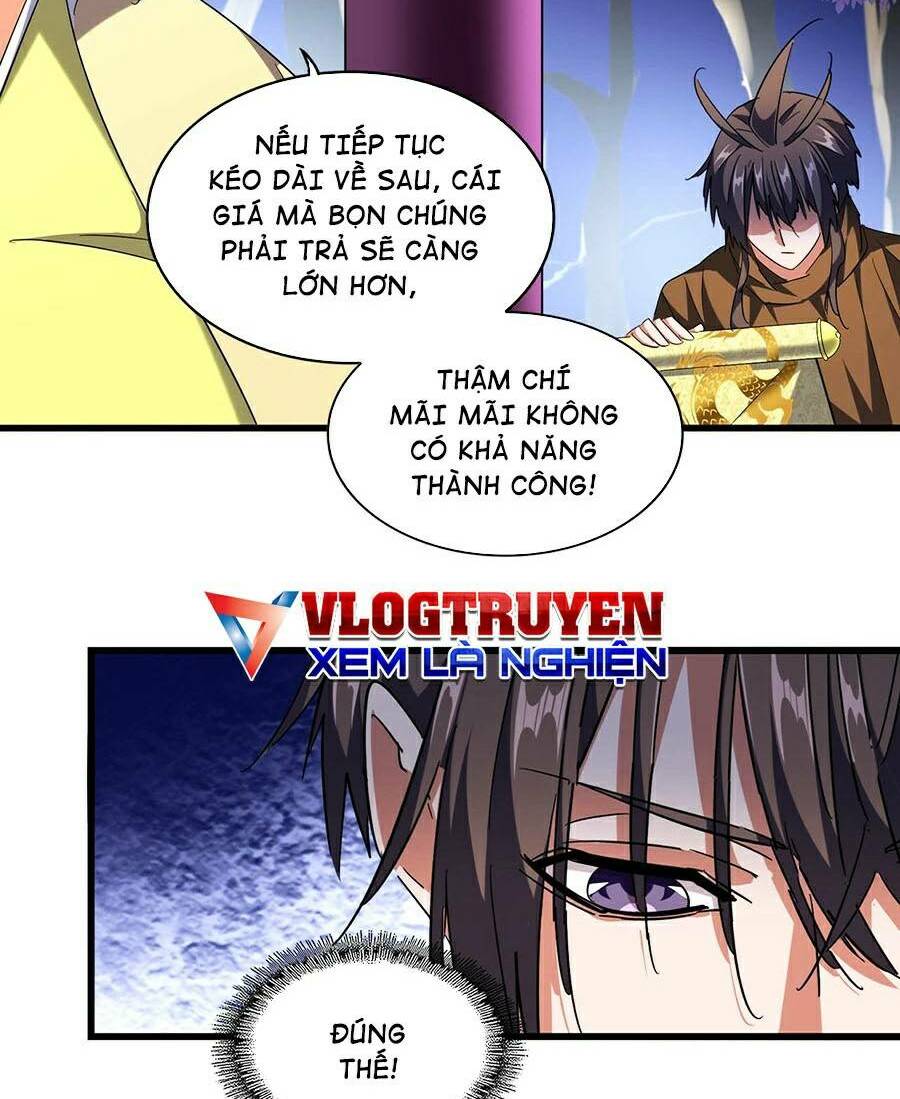 NẾU TIẾP TỤC
KÉO DÀI VỀ SAU, CÁI
GIÁ MÀ BỌN CHÚNG
PHẢI TRẢ SẼ CÀNG
LỚN HƠN,
THẬM CHÍ
MÃI MÃI KHÔNG
CÓ KHẢ NĂNG
THÀNH CÔNG!
VLOGTRUYEN
XEM LÀ NGHIỆN
ĐÚNG
THẾ!